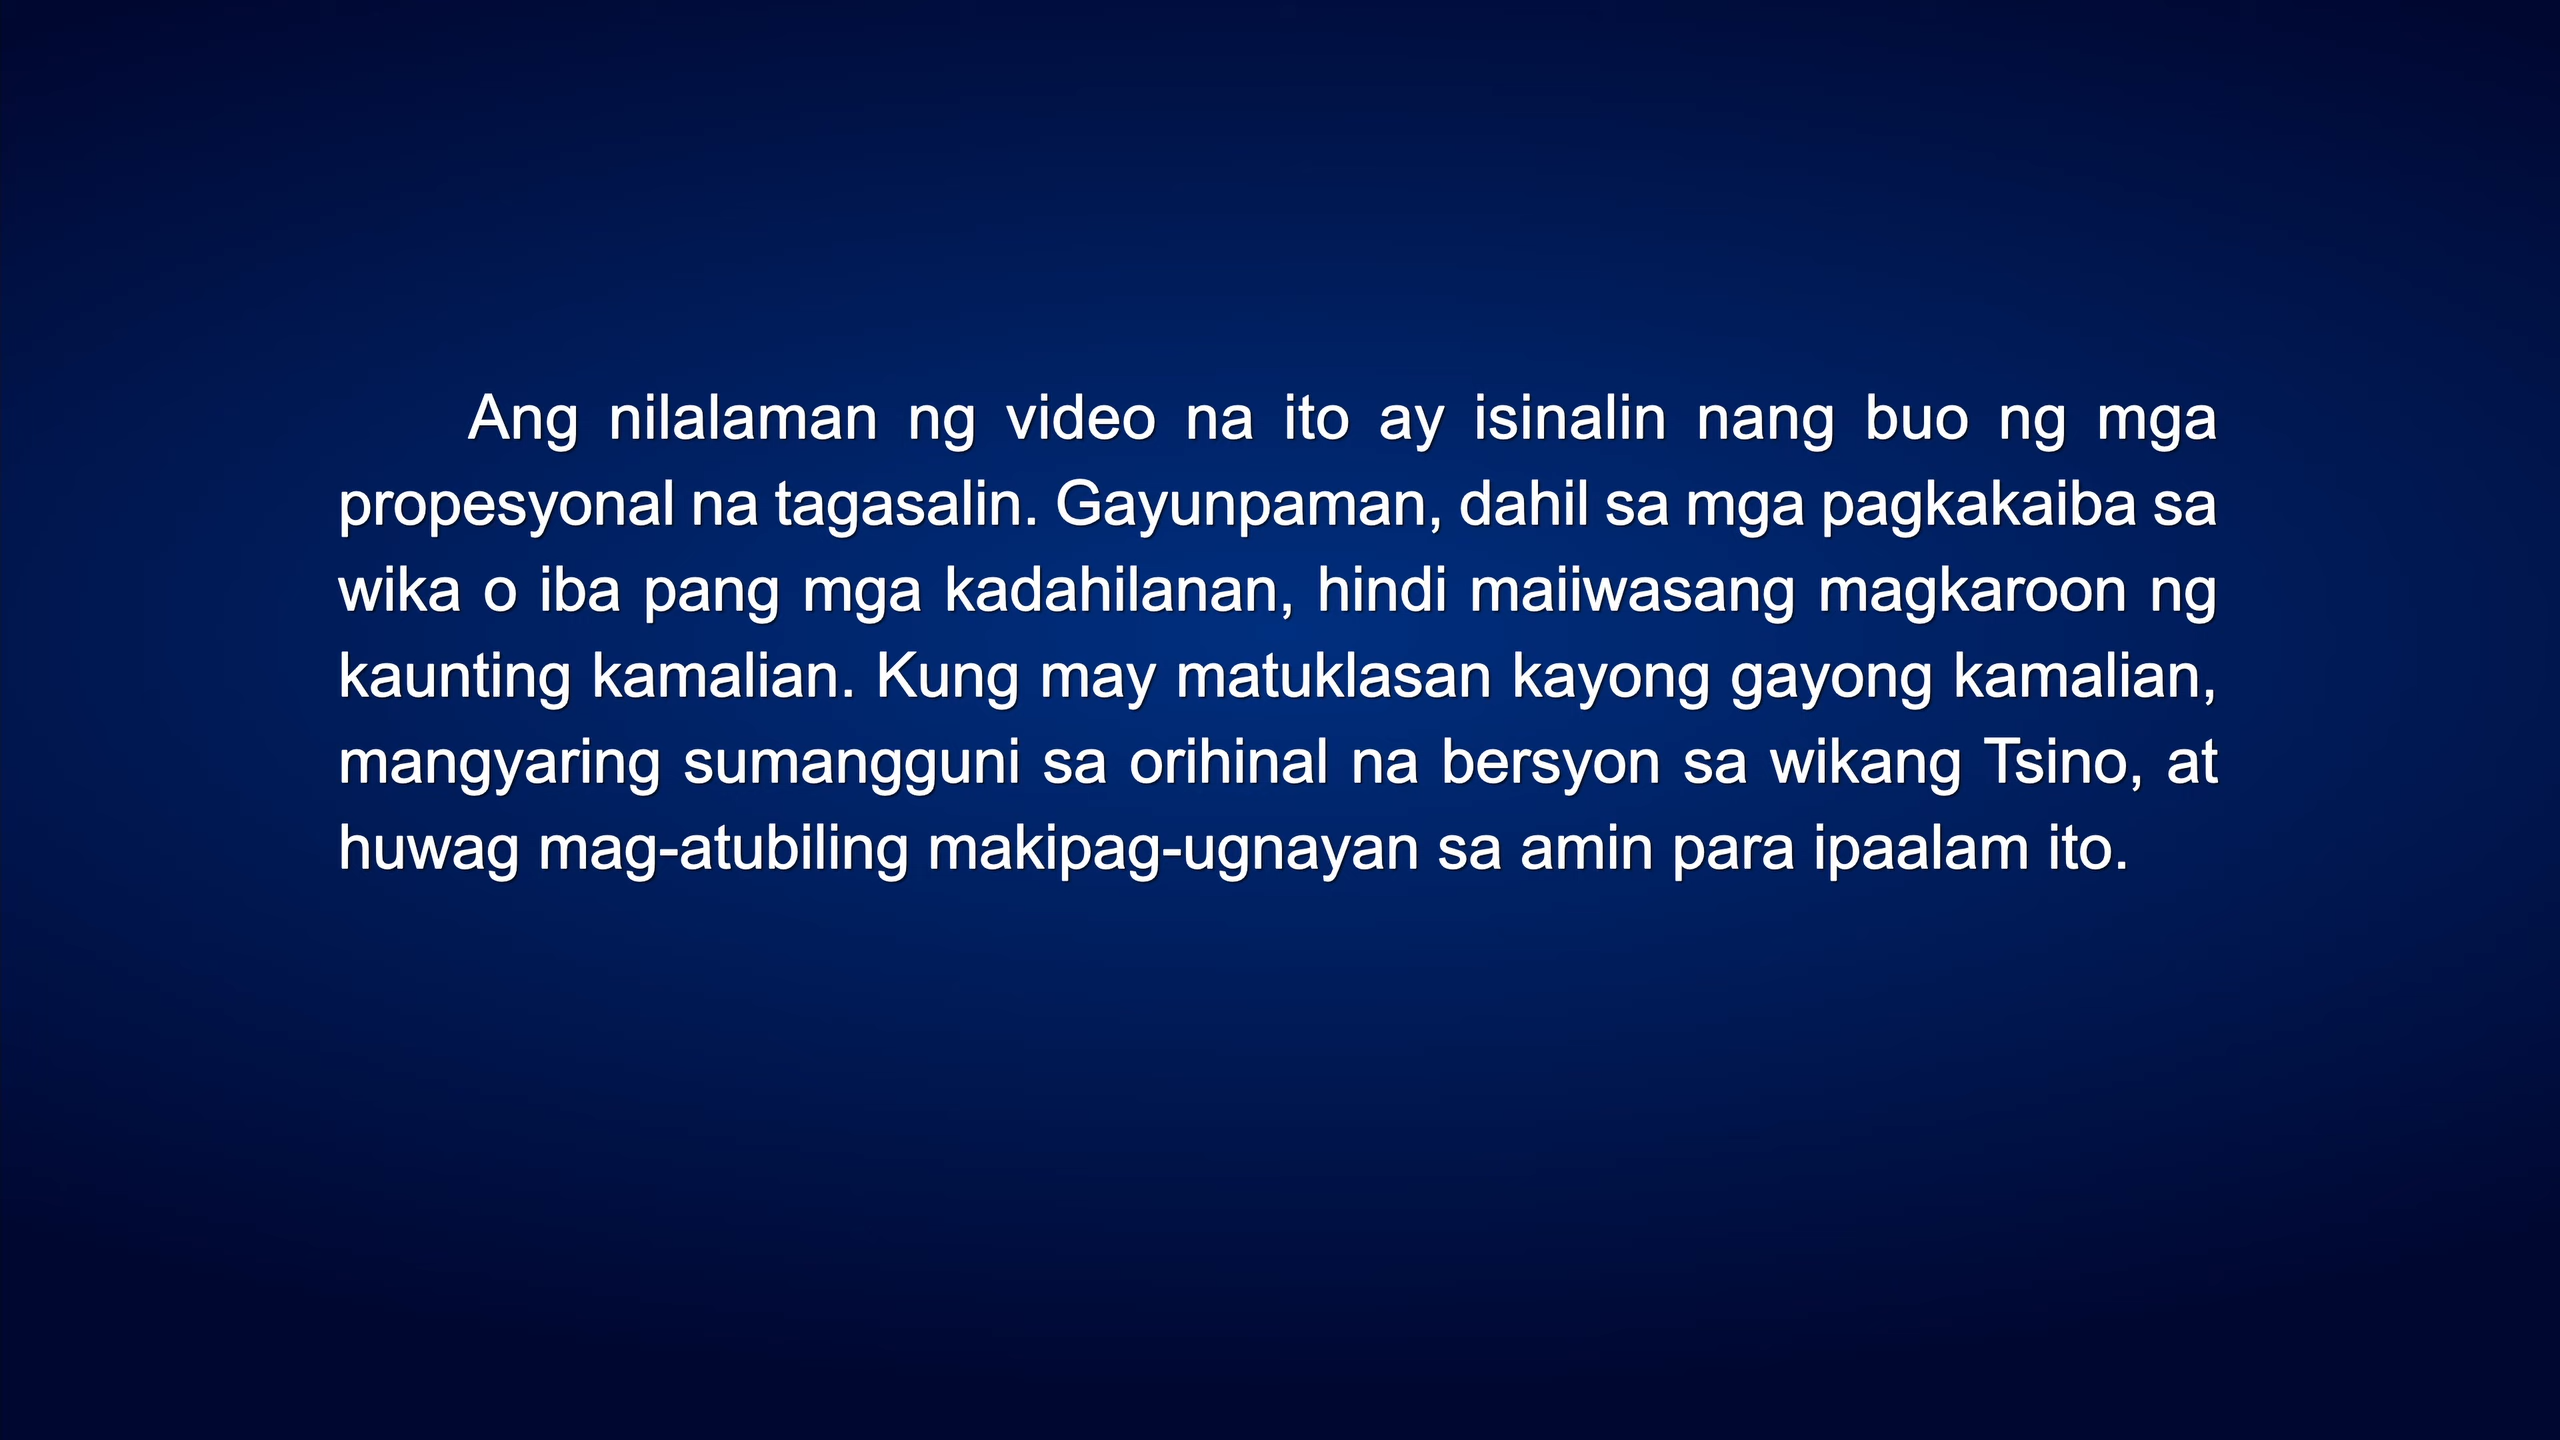 Ang nilalaman ng video na ito ay isinalin nang buo ng mga
propesyonal na tagasalin. Gayunpaman, dahil sa mga pagkakaiba sa
wika o iba pang mga kadahilanan, hindi maiiwasang magkaroon ng
kaunting kamalian. Kung may matuklasan kayong gayong kamalian,
mangyaring sumangguni sa orihinal na bersyon sa wikang Tsino, at
huwag mag-atubiling makipag-ugnayan sa amin para ipaalam ito.